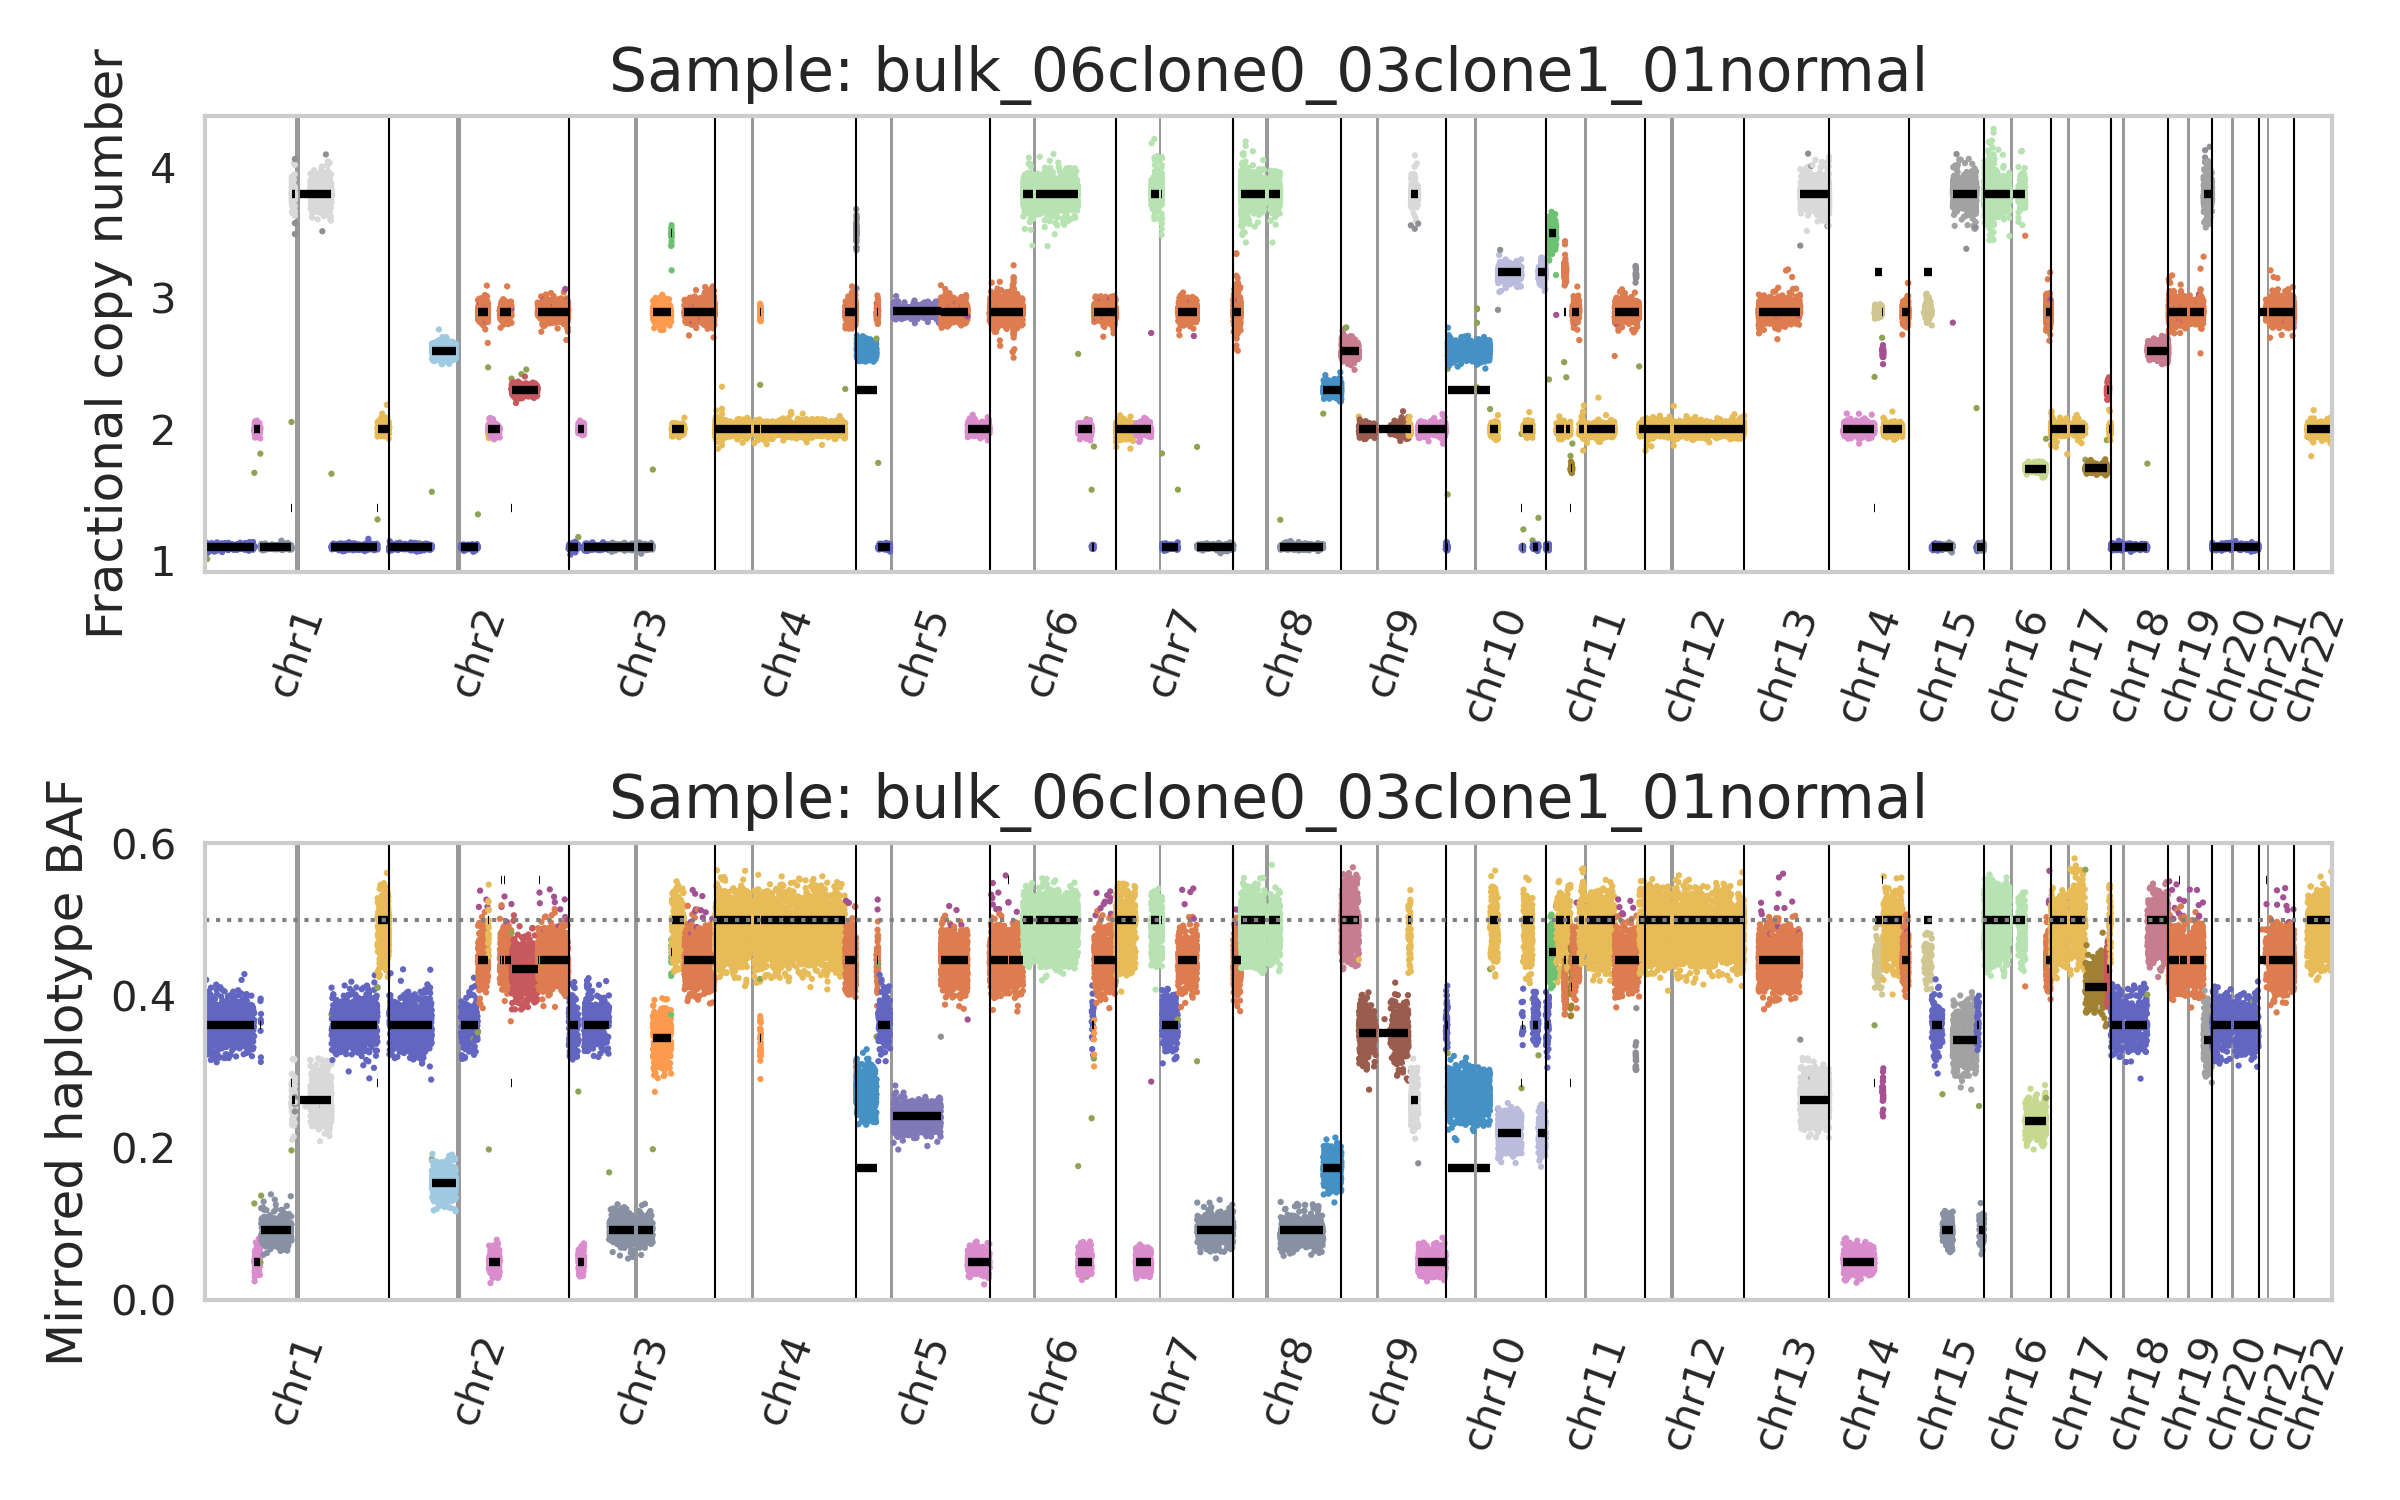 Sample: bulk_06clone0_03clone1_01normal
Fractional copy number
4
3
2
1
chr1
chr2
chr3
chr4
chr5
chr6
chr7
chr8
chr9
chr10
chr11
chr12
chr13
chr14
chr15
chr16
chr17
chr18
chr19
chr20
chr21
chr22
Sample: bulk_06clone0_03clone1_01normal
Mirrored haplotype BAF
0.6
0.4
0.2
0.0
chr1
chr2
chr3
chr4
chr5
chr6
chr7
chr8
chr9
chr10
chr11
chr12
chr13
chr14
chr15
chr16
chr17
chr18
chr19
chr20
chr21
chr22